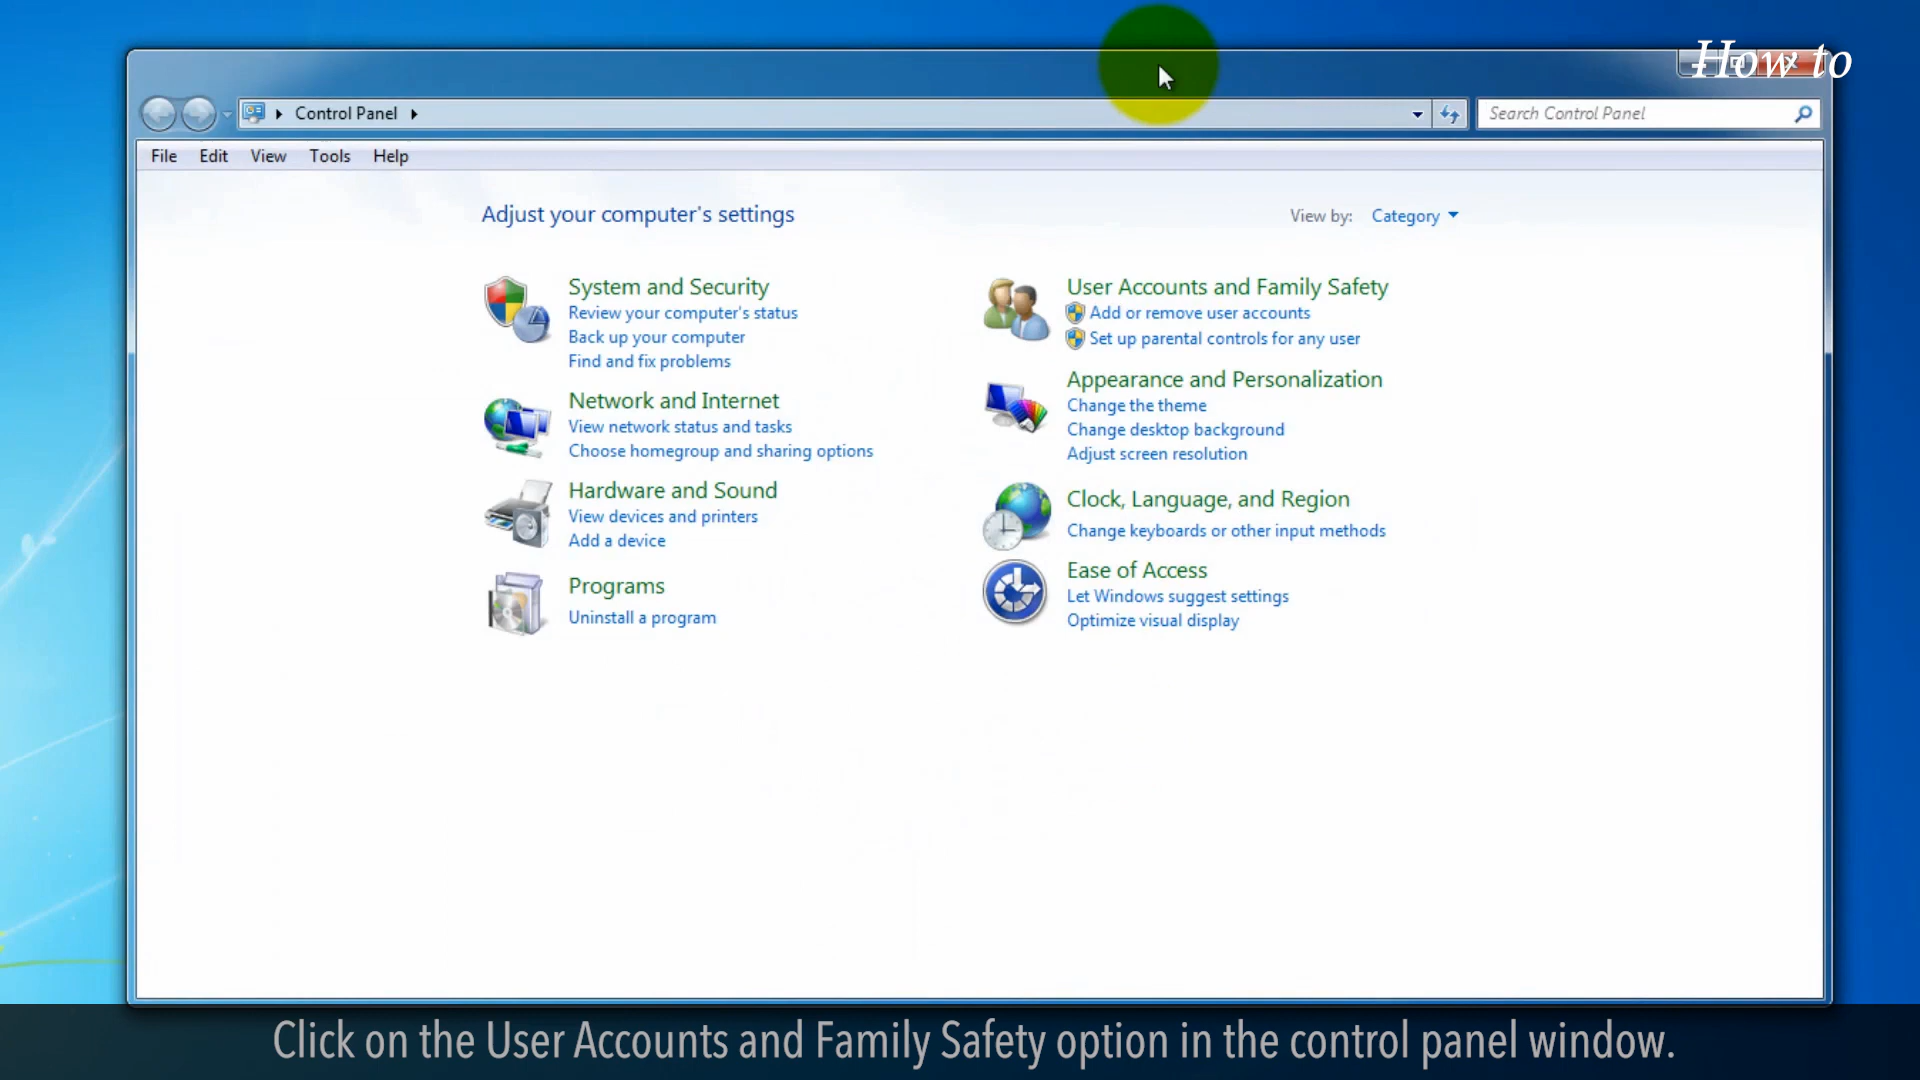 How to
Control Panel
Search Control Panel
File Edit View Tools Help
Adjust your computer's settings
View by: Category
System and Security
Review your computer's status
Back up your computer
Find and fix problems
Network and Internet
View network status and tasks
Choose homegroup and sharing options
Hardware and Sound
View devices and printers
Add a device
Programs
Uninstall a program
User Accounts and Family Safety
Add or remove user accounts
Set up parental controls for any user
Appearance and Personalization
Change the theme
Change desktop background
Adjust screen resolution
Clock, Language, and Region
Change keyboards or other input methods
Ease of Access
Let Windows suggest settings
Optimize visual display
Click on the User Accounts and Family Safety option in the control panel window.